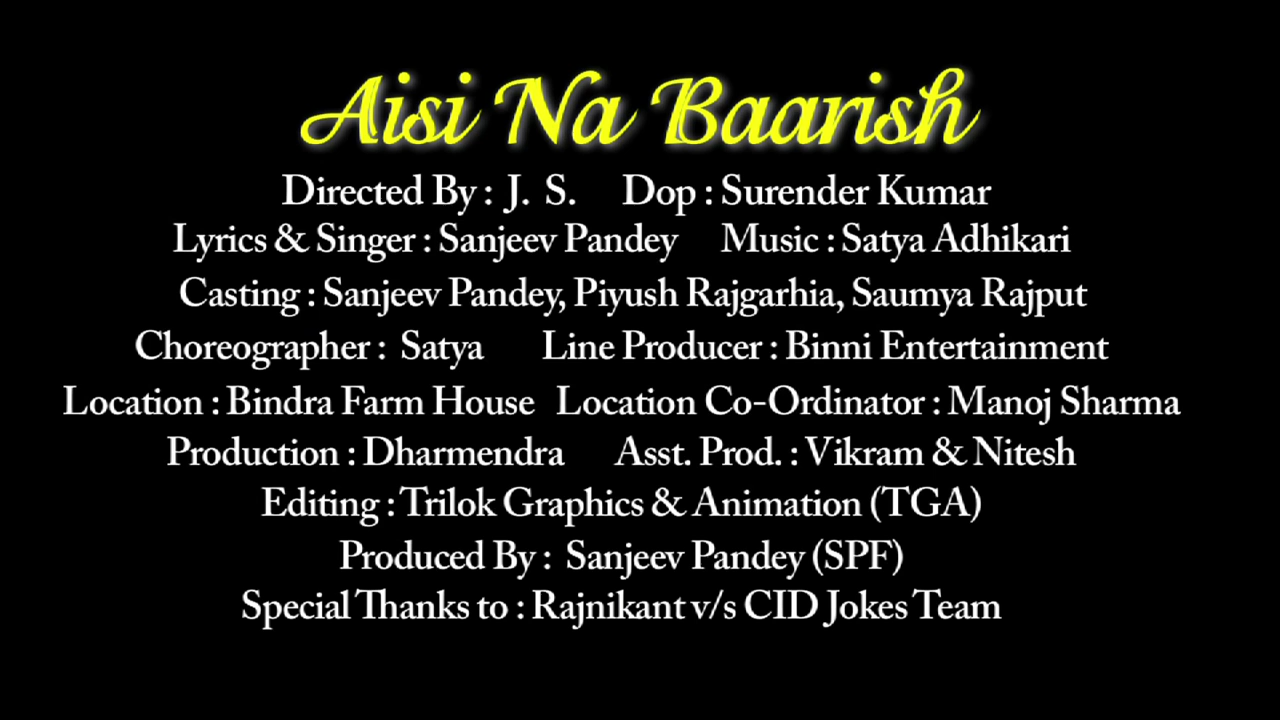 Aisi Na Baarish
Directed By : J. S. Dop : Surender Kumar
Lyrics & Singer : Sanjeev Pandey Music : Satya Adhikari
Casting : Sanjeev Pandey, Piyush Rajgarhia, Saumya Rajput
Choreographer : Satya Line Producer : Binni Entertainment
Location : Bindra Farm House Location Co-Ordinator : Manoj Sharma
Production : Dharmendra Asst. Prod. : Vikram & Nitesh
Editing : Trilok Graphics & Animation (TGA)
Produced By : Sanjeev Pandey (SPF)
Special Thanks to : Rajnikant v/s CID Jokes Team